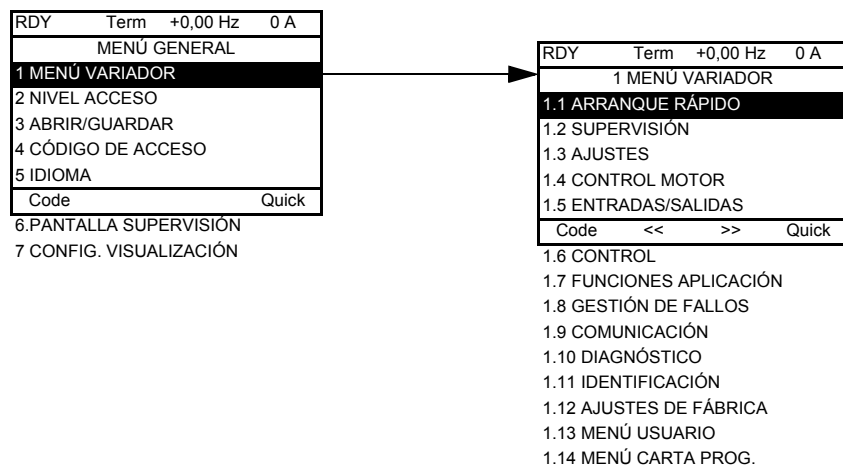 RDY Term +0,00 Hz 0 A
MENÚ GENERAL
1 MENÚ VARIADOR
2 NIVEL ACCESO
3 ABRIR/GUARDAR
4 CÓDIGO DE ACCESO
5 IDIOMA
Code Quick
6.PANTALLA SUPERVISIÓN
7 CONFIG. VISUALIZACIÓN
RDY Term +0,00 Hz 0 A
1 MENÚ VARIADOR
1.1 ARRANQUE RÁPIDO
1.2 SUPERVISIÓN
1.3 AJUSTES
1.4 CONTROL MOTOR
1.5 ENTRADAS/SALIDAS
Code << >> Quick
1.6 CONTROL
1.7 FUNCIONES APLICACIÓN
1.8 GESTIÓN DE FALLOS
1.9 COMUNICACIÓN
1.10 DIAGNÓSTICO
1.11 IDENTIFICACIÓN
1.12 AJUSTES DE FÁBRICA
1.13 MENÚ USUARIO
1.14 MENÚ CARTA PROG.